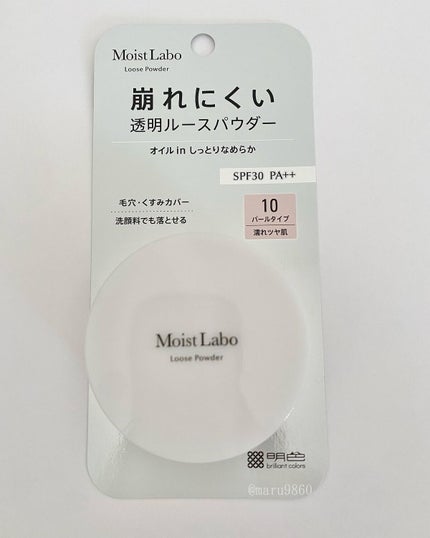 Moist Labo
Loose Powder
崩れにくい
透明ルースパウダー
オイル in しっとりなめらか
SPF30 PA++
毛穴・くすみカバー
洗顔料でも落とせる
10
パールタイプ
濡れツヤ肌
Moist Labo
Loose Powder
明色
brilliant colors
@maru9860